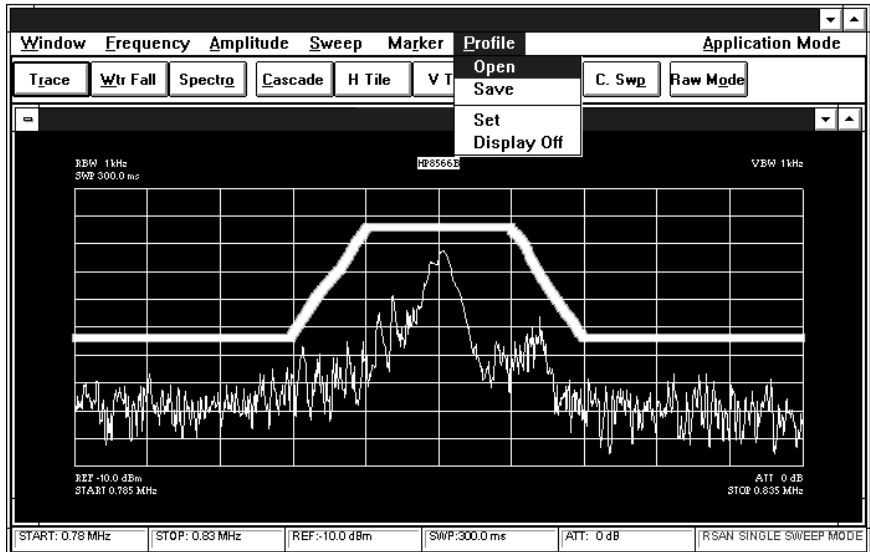 Window Frequency Amplitude Sweep Marker Profile Application Mode
Trace Wtr Fall Spectro Cascade H Tile V T C. Swp Raw Mode
Open
Save
Set
Display Off
RBW 1kHz HP8566B VBW 1kHz
SWP 300.0 ms
REF -10.0 dBm ATT 0 dB
START 0.785 MHz STOP 0.835 MHz
START: 0.78 MHz STOP: 0.83 MHz REF:-10.0 dBm SWP:300.0 ms ATT: 0 dB RSAN SINGLE SWEEP MODE